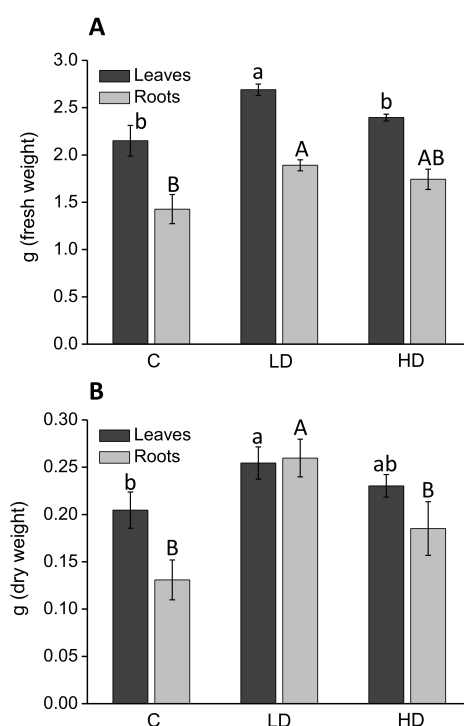 A
g (fresh weight)
3.0
2.5
2.0
1.5
1.0
0.5
0.0
Leaves
Roots
b
B
a
A
b
AB
C
LD
HD
B
g (dry weight)
0.30
0.25
0.20
0.15
0.10
0.05
0.00
Leaves
Roots
b
B
a
A
ab
B
C
LD
HD